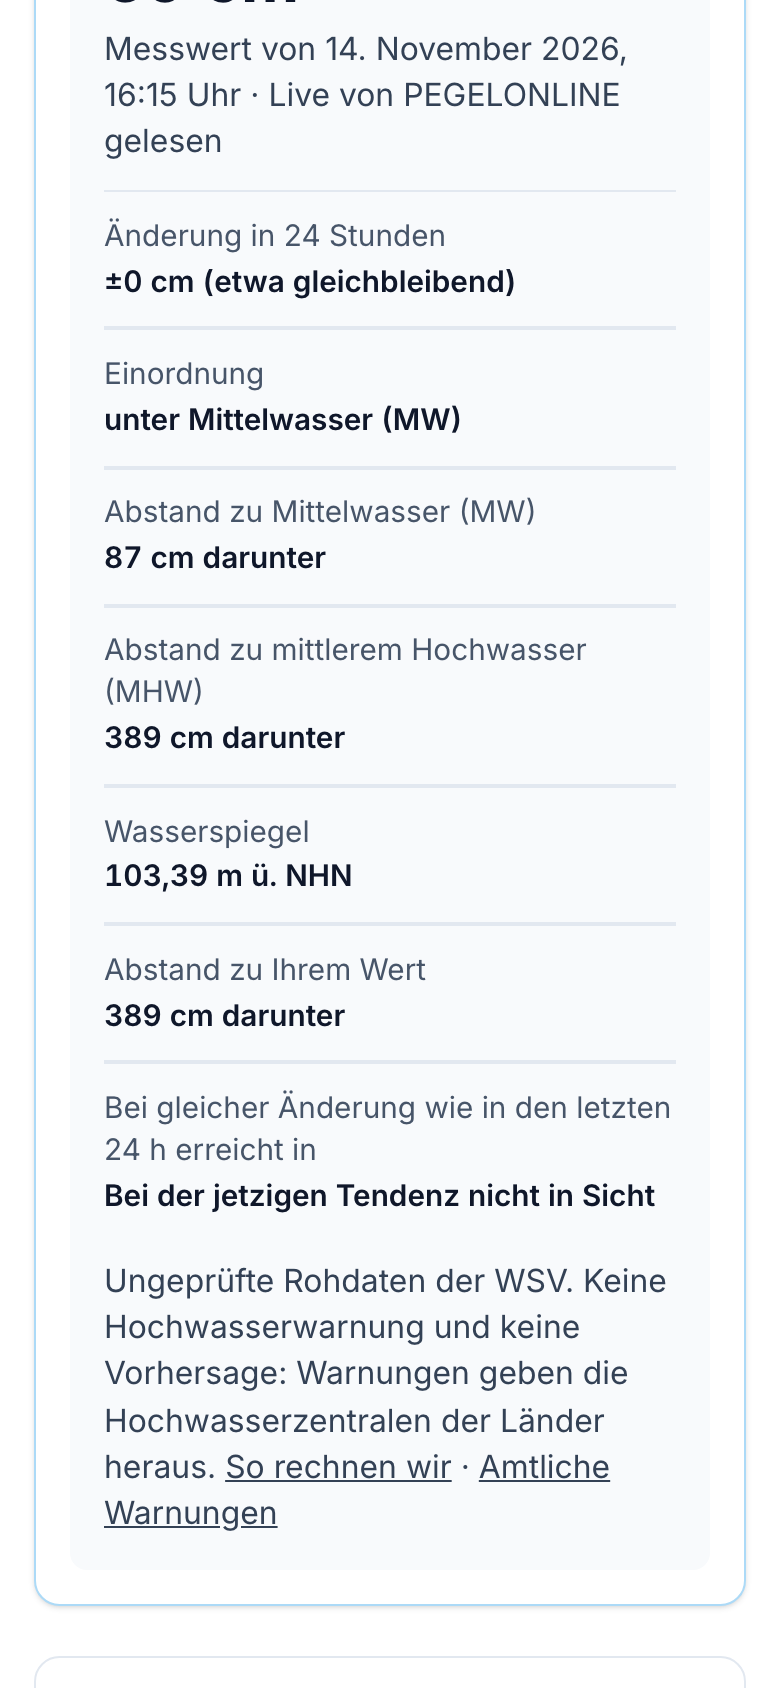 Messwert von 14. November 2026,
16:15 Uhr · Live von PEGELONLINE
gelesen
Änderung in 24 Stunden
±0 cm (etwa gleichbleibend)
Einordnung
unter Mittelwasser (MW)
Abstand zu Mittelwasser (MW)
87 cm darunter
Abstand zu mittlerem Hochwasser
(MHW)
389 cm darunter
Wasserspiegel
103,39 m ü. NHN
Abstand zu Ihrem Wert
389 cm darunter
Bei gleicher Änderung wie in den letzten
24 h erreicht in
Bei der jetzigen Tendenz nicht in Sicht
Ungeprüfte Rohdaten der WSV. Keine
Hochwasserwarnung und keine
Vorhersage: Warnungen geben die
Hochwasserzentralen der Länder
heraus. So rechnen wir · Amtliche
Warnungen